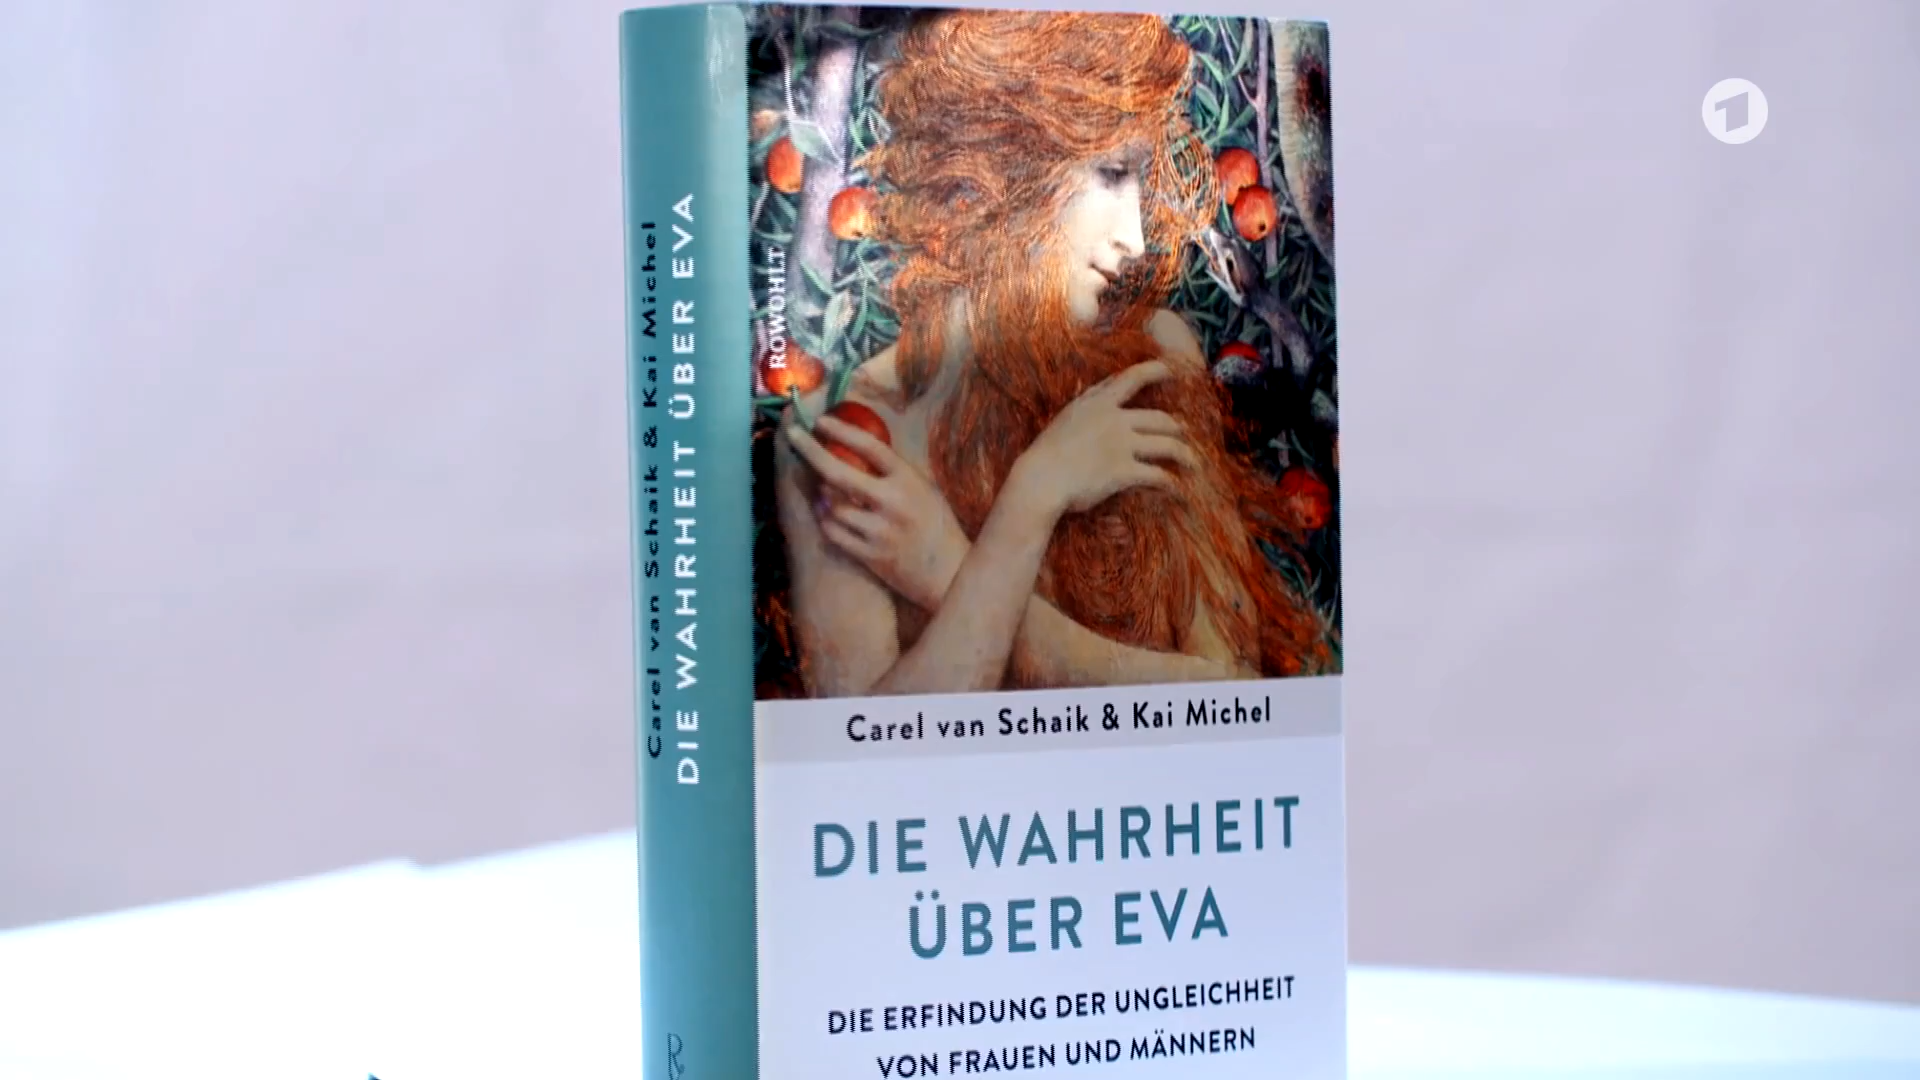 Carel van Schaik & Kai Michel
DIE WAHRHEIT ÜBER EVA
ROWOHLT
Carel van Schaik & Kai Michel
DIE WAHRHEIT
ÜBER EVA
DIE ERFINDUNG DER UNGLEICHHEIT
VON FRAUEN UND MÄNNERN
R
1